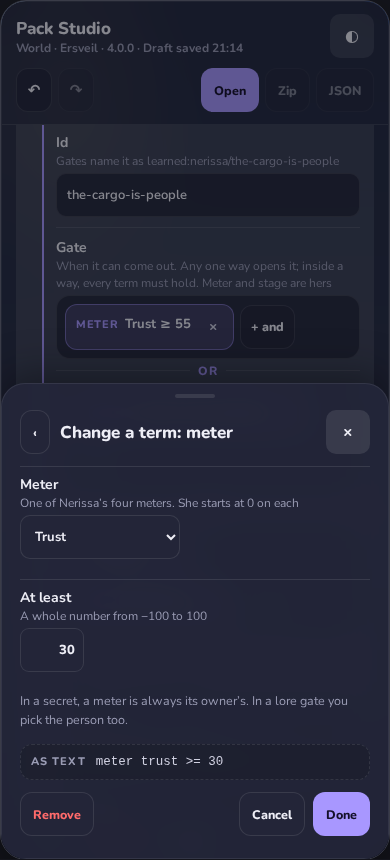 Pack Studio
World · Ersveil · 4.0.0 · Draft saved 21:14
Open
Zip
JSON
Id
Gates name it as learned:nerissa/the-cargo-is-people
the-cargo-is-people
Gate
When it can come out. Any one way opens it; inside a
way, every term must hold. Meter and stage are hers
METER Trust ≥ 55 ×
+ and
OR
Change a term: meter
×
Meter
One of Nerissa's four meters. She starts at 0 on each
Trust
At least
A whole number from −100 to 100
30
In a secret, a meter is always its owner's. In a lore gate you
pick the person too.
AS TEXT meter trust >= 30
Remove
Cancel
Done